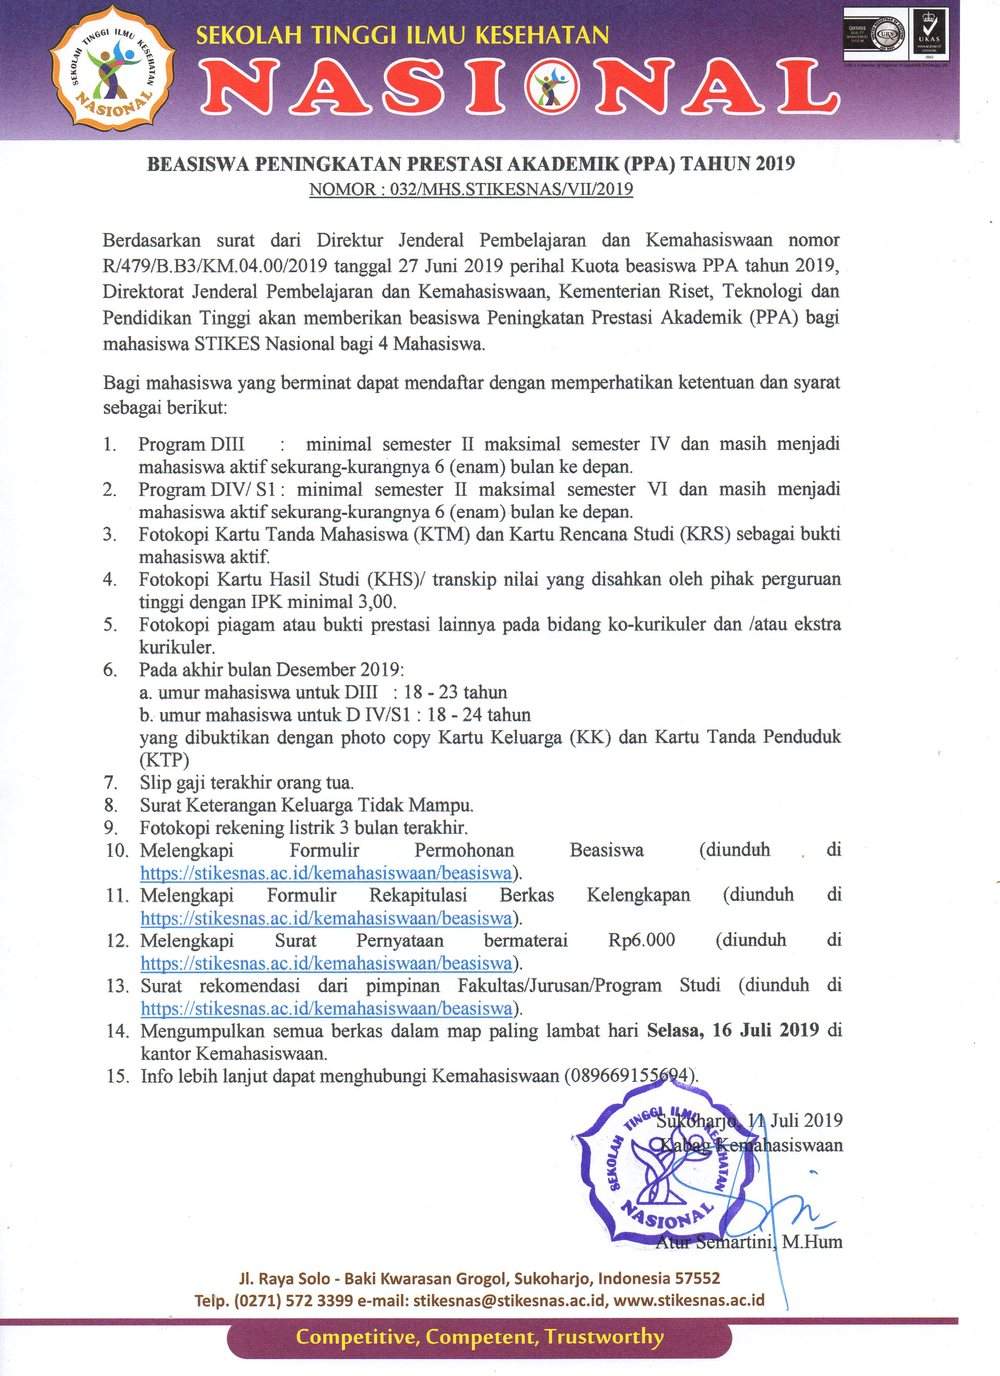 SEKOLAH TINGGI ILMU KESEHATAN
NASIONAL
SEKOLAH TINGGI ILMU KESEHATAN
NASIONAL
UKAS
BEASISWA PENINGKATAN PRESTASI AKADEMIK (PPA) TAHUN 2019
NOMOR : 032/MHS.STIKESNAS/VII/2019
Berdasarkan surat dari Direktur Jenderal Pembelajaran dan Kemahasiswaan nomor
R/479/B.B3/KM.04.00/2019 tanggal 27 Juni 2019 perihal Kuota beasiswa PPA tahun 2019,
Direktorat Jenderal Pembelajaran dan Kemahasiswaan, Kementerian Riset, Teknologi dan
Pendidikan Tinggi akan memberikan beasiswa Peningkatan Prestasi Akademik (PPA) bagi
mahasiswa STIKES Nasional bagi 4 Mahasiswa.
Bagi mahasiswa yang berminat dapat mendaftar dengan memperhatikan ketentuan dan syarat
sebagai berikut:
1. Program DIII : minimal semester II maksimal semester IV dan masih menjadi
mahasiswa aktif sekurang-kurangnya 6 (enam) bulan ke depan.
2. Program DIV/ S1 : minimal semester II maksimal semester VI dan masih menjadi
mahasiswa aktif sekurang-kurangnya 6 (enam) bulan ke depan.
3. Fotokopi Kartu Tanda Mahasiswa (KTM) dan Kartu Rencana Studi (KRS) sebagai bukti
mahasiswa aktif.
4. Fotokopi Kartu Hasil Studi (KHS)/ transkip nilai yang disahkan oleh pihak perguruan
tinggi dengan IPK minimal 3,00.
5. Fotokopi piagam atau bukti prestasi lainnya pada bidang ko-kurikuler dan /atau ekstra
kurikuler.
6. Pada akhir bulan Desember 2019:
a. umur mahasiswa untuk DIII : 18 - 23 tahun
b. umur mahasiswa untuk D IV/S1 : 18 - 24 tahun
yang dibuktikan dengan photo copy Kartu Keluarga (KK) dan Kartu Tanda Penduduk
(KTP)
7. Slip gaji terakhir orang tua.
8. Surat Keterangan Keluarga Tidak Mampu.
9. Fotokopi rekening listrik 3 bulan terakhir.
10. Melengkapi Formulir Permohonan Beasiswa (diunduh di
https://stikesnas.ac.id/kemahasiswaan/beasiswa).
11. Melengkapi Formulir Rekapitulasi Berkas Kelengkapan (diunduh di
https://stikesnas.ac.id/kemahasiswaan/beasiswa).
12. Melengkapi Surat Pernyataan bermaterai Rp6.000 (diunduh di
https://stikesnas.ac.id/kemahasiswaan/beasiswa).
13. Surat rekomendasi dari pimpinan Fakultas/Jurusan/Program Studi (diunduh di
https://stikesnas.ac.id/kemahasiswaan/beasiswa).
14. Mengumpulkan semua berkas dalam map paling lambat hari Selasa, 16 Juli 2019 di
kantor Kemahasiswaan.
15. Info lebih lanjut dapat menghubungi Kemahasiswaan (089669155694).
Sukoharjo, 11 Juli 2019
Kabag Kemahasiswaan
SEKOLAH TINGGI ILMU KESEHATAN
NASIONAL
Atur Semartini, M.Hum
Jl. Raya Solo - Baki Kwarasan Grogol, Sukoharjo, Indonesia 57552
Telp. (0271) 572 3399 e-mail: stikesnas@stikesnas.ac.id, www.stikesnas.ac.id
Competitive, Competent, Trustworthy